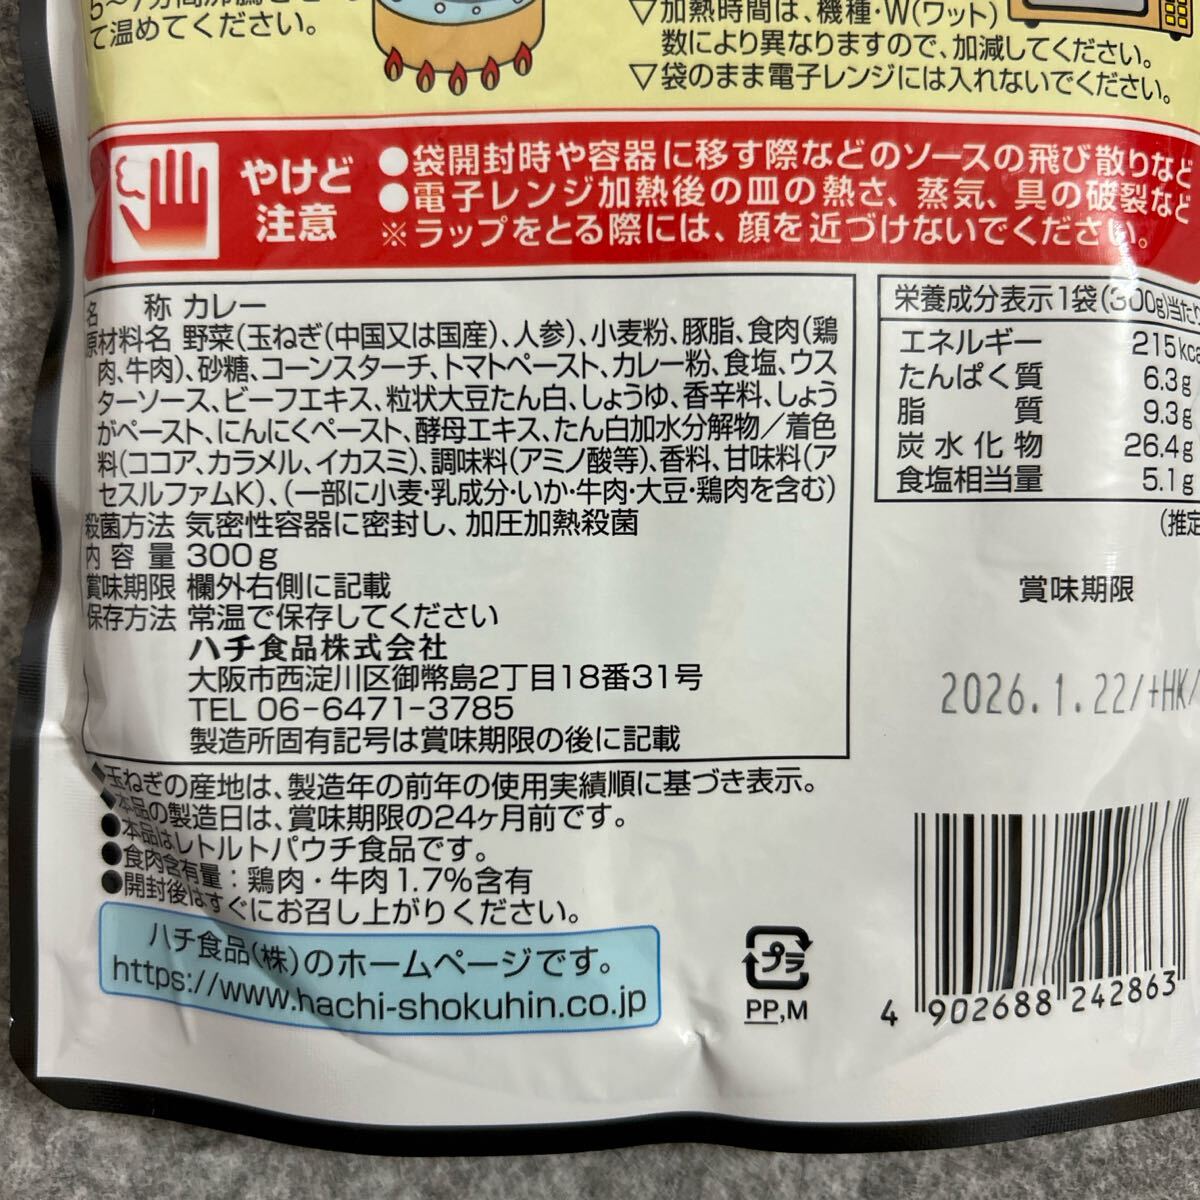 て温めてください。
▽加熱時間は、機種・W(ワット)
数により異なりますので、加減してください。
▽袋のまま電子レンジには入れないでください。
やけど
注意
●袋開封時や容器に移す際などのソースの飛び散りなど
●電子レンジ加熱後の皿の熱さ、蒸気、具の破裂など
※ラップをとる際には、顔を近づけないでください。
名 称 カレー
原材料名 野菜(玉ねぎ(中国又は国産)、人参)、小麦粉、豚脂、食肉(鶏
肉、牛肉)、砂糖、コーンスターチ、トマトペースト、カレー粉、食塩、ウス
ターソース、ビーフエキス、粒状大豆たん白、しょうゆ、香辛料、しょう
がペースト、にんにくペースト、酵母エキス、たん白加水分解物/着色
料(ココア、カラメル、イカスミ)、調味料(アミノ酸等)、香料、甘味料(ア
セスルファムK)、(一部に小麦・乳成分・いか・牛肉・大豆・鶏肉を含む)
殺菌方法 気密性容器に密封し、加圧加熱殺菌
内容量 300g
賞味期限 欄外右側に記載
保存方法 常温で保存してください
ハチ食品株式会社
大阪市西淀川区御幣島2丁目18番31号
TEL 06-6471-3785
製造所固有記号は賞味期限の後に記載
栄養成分表示1袋(300g)当たり
エネルギー 215kca
たんぱく質 6.3g
脂質 9.3g
炭水化物 26.4g
食塩相当量 5.1g
(推定
賞味期限
2026.1.22/+HK/
●玉ねぎの産地は、製造年の前年の使用実績順に基づき表示。
●本品の製造日は、賞味期限の24ヶ月前です。
●本品はレトルトパウチ食品です。
●食肉含有量:鶏肉・牛肉1.7%含有
●開封後はすぐにお召し上がりください。
ハチ食品(株)のホームページです。
https://www.hachi-shokuhin.co.jp
プラ
PP,M
4 902688 242863